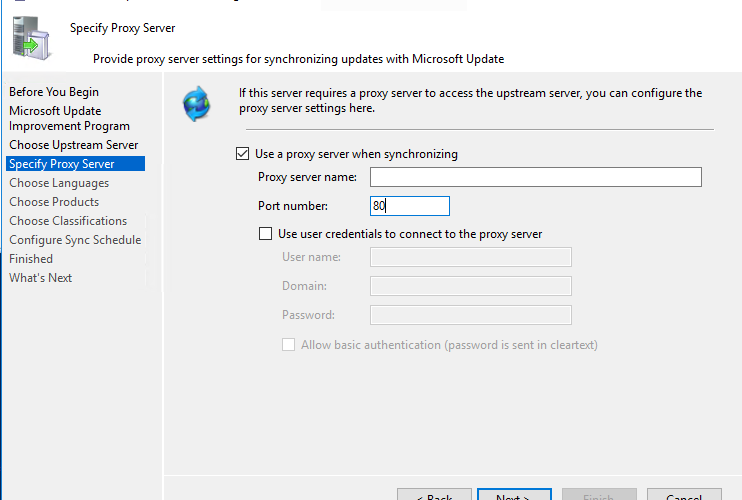 Specify Proxy Server
Provide proxy server settings for synchronizing updates with Microsoft Update
Before You Begin
Microsoft Update
Improvement Program
Choose Upstream Server
Specify Proxy Server
Choose Languages
Choose Products
Choose Classifications
Configure Sync Schedule
Finished
What's Next
If this server requires a proxy server to access the upstream server, you can configure the
proxy server settings here.
Use a proxy server when synchronizing
Proxy server name:
Port number:
80
Use user credentials to connect to the proxy server
User name:
Domain:
Password:
Allow basic authentication (password is sent in cleartext)
< Back
Next >
Finish
Cancel